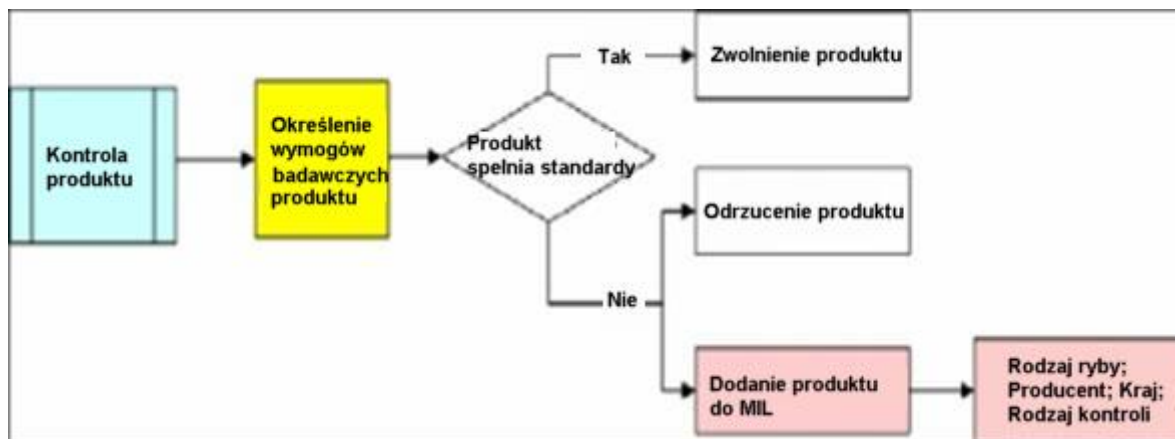 Kontrola
produktu
Określenie
wymogów
badawczych
produktu
Produkt
spelnia standardy
Tak
Zwolnienie produktu
Nie
Odrzucenie produktu
Dodanie produktu
do MIL
Rodzaj ryby;
Producent; Kraj;
Rodzaj kontroli